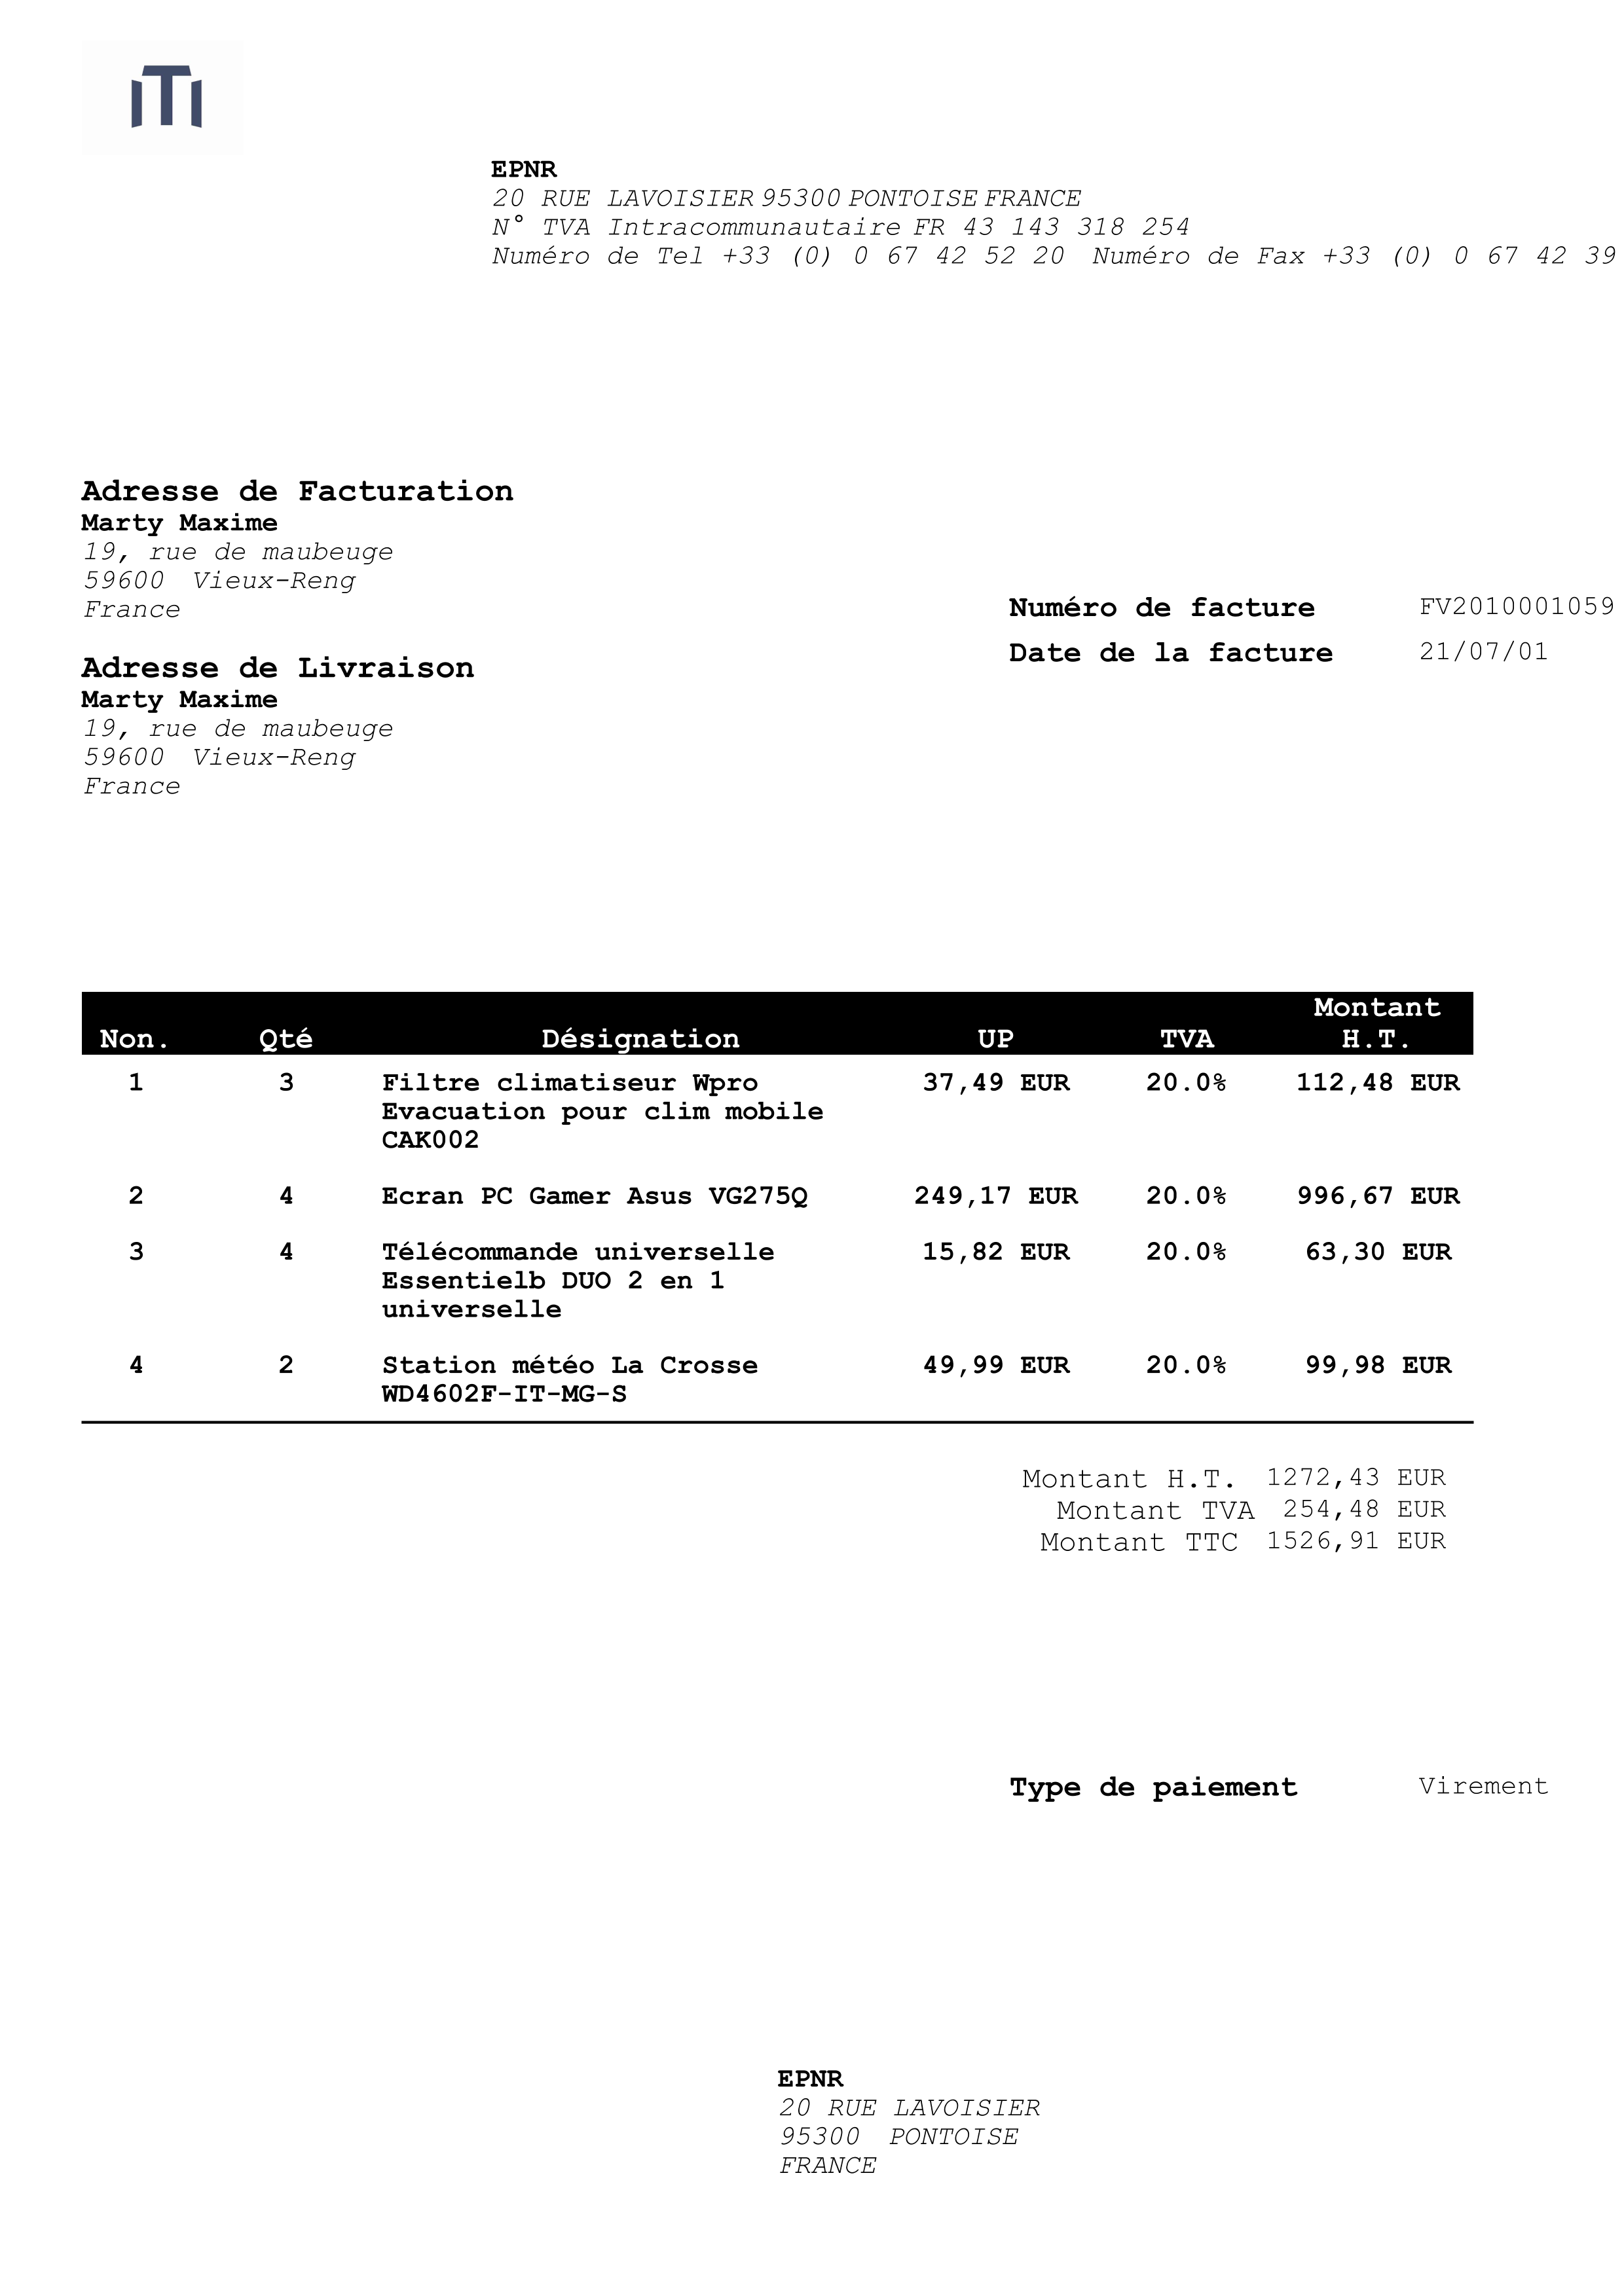 iTi
EPNR
20 RUE LAVOISIER 95300 PONTOISE FRANCE
N° TVA Intracommunautaire FR 43 143 318 254
Numéro de Tel +33 (0) 0 67 42 52 20 Numéro de Fax +33 (0) 0 67 42 39
Adresse de Facturation
Marty Maxime
19, rue de maubeuge
59600 Vieux-Reng
France
Numéro de facture FV2010001059
Date de la facture 21/07/01
Adresse de Livraison
Marty Maxime
19, rue de maubeuge
59600 Vieux-Reng
France
Non. Qté Désignation UP TVA Montant H.T.
1 3 Filtre climatiseur Wpro 37,49 EUR 20.0% 112,48 EUR
Evacuation pour clim mobile
CAK002
2 4 Ecran PC Gamer Asus VG275Q 249,17 EUR 20.0% 996,67 EUR
3 4 Télécommande universelle 15,82 EUR 20.0% 63,30 EUR
Essentielb DUO 2 en 1
universelle
4 2 Station météo La Crosse 49,99 EUR 20.0% 99,98 EUR
WD4602F-IT-MG-S
Montant H.T. 1272,43 EUR
Montant TVA 254,48 EUR
Montant TTC 1526,91 EUR
Type de paiement Virement
EPNR
20 RUE LAVOISIER
95300 PONTOISE
FRANCE